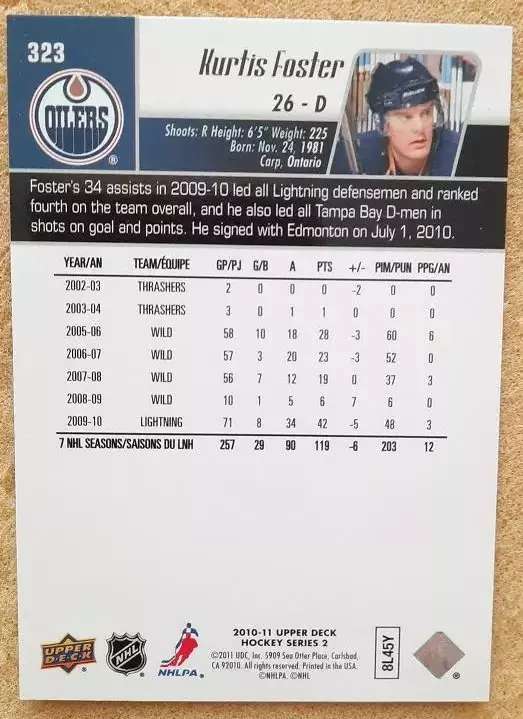 323
Kurtis Foster
OILERS
®
26 - D
Shoots: R Height: 6'5" Weight: 225
Born: Nov. 24, 1981
Carp, Ontario
Foster's 34 assists in 2009-10 led all Lightning defensemen and ranked
fourth on the team overall, and he also led all Tampa Bay D-men in
shots on goal and points. He signed with Edmonton on July 1, 2010.
YEAR/AN TEAM/ÉQUIPE GP/PJ G/B A PTS +/- PIM/PUN PPG/AN
2002-03 THRASHERS 2 0 0 0 -2 0 0
2003-04 THRASHERS 3 0 1 1 0 0 0
2005-06 WILD 58 10 18 28 -3 60 6
2006-07 WILD 57 3 20 23 -3 52 0
2007-08 WILD 56 7 12 19 0 37 3
2008-09 WILD 10 1 5 6 7 6 0
2009-10 LIGHTNING 71 8 34 42 -5 48 3
7 NHL SEASONS/SAISONS DU LNH 257 29 90 119 -6 203 12
UPPER DECK
NHL
NHLPA.
2010-11 UPPER DECK
HOCKEY SERIES 2
©2011 UDC, Inc. 5909 Sea Otter Place, Carlsbad,
CA 92010. All rights reserved. Printed in the USA.
©NHLPA. ©NHL
8L45Y
®